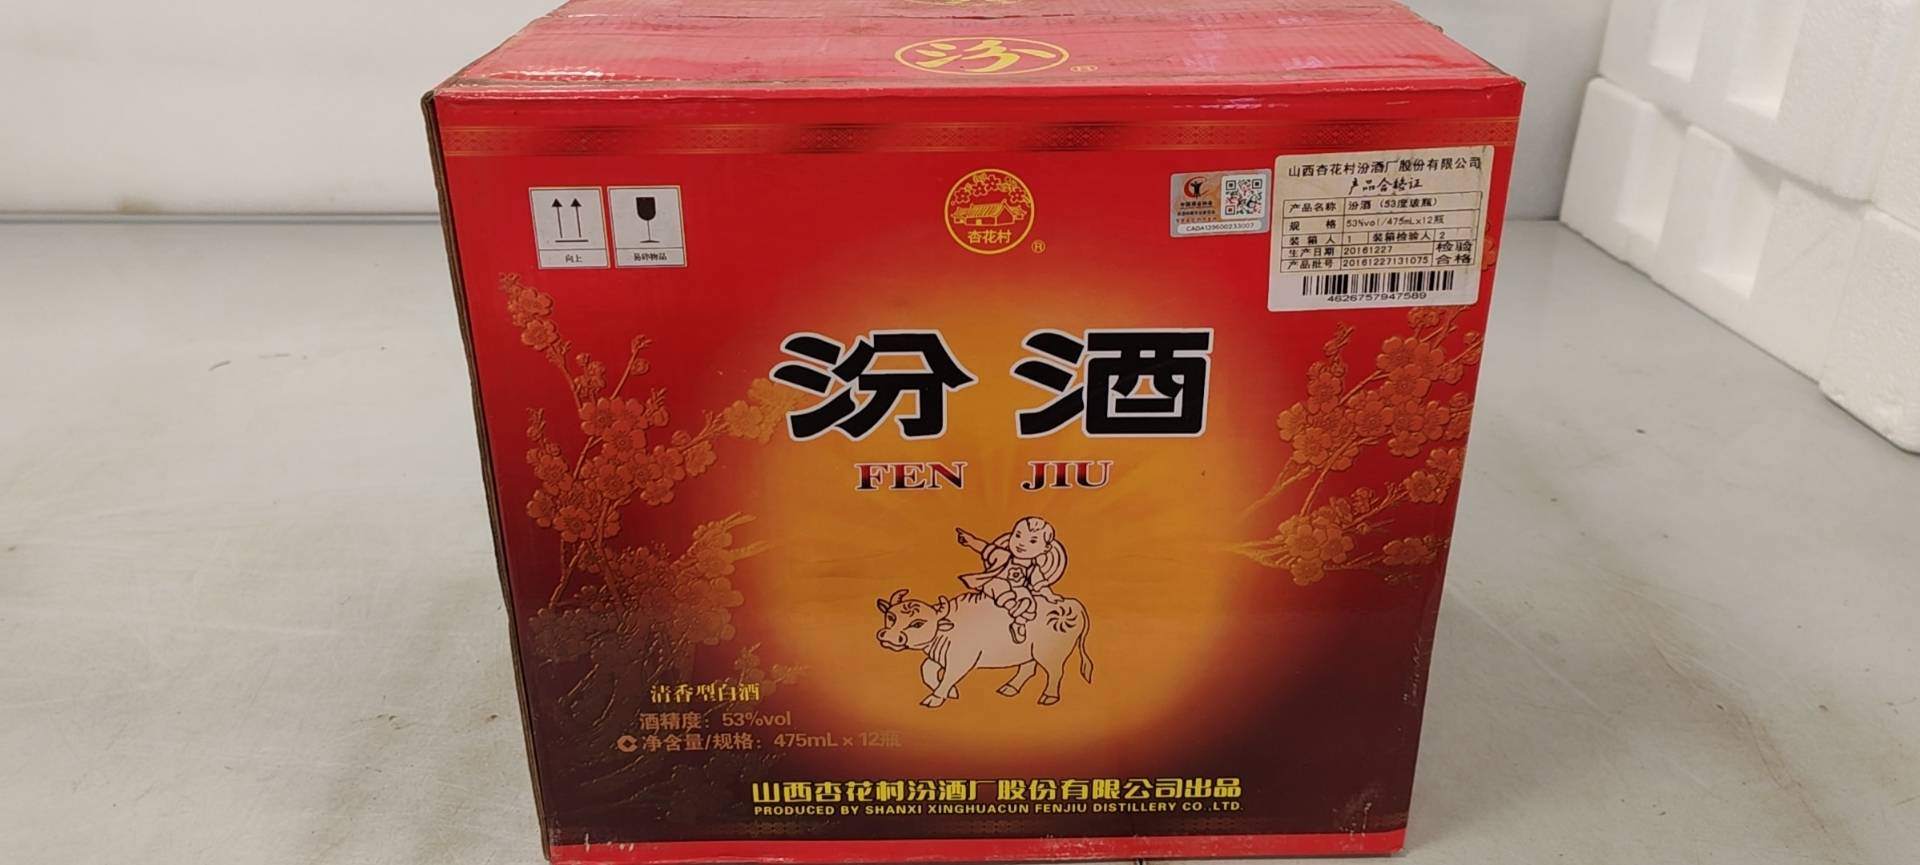 汾®
杏花村®
向上
易碎物品
CADA139600233007
山西杏花村汾酒厂股份有限公司
产品合格证
产品名称 汾酒（53度玻瓶）
规 格 53%vol/475mL×12瓶
装箱人 1 装箱检验人 2
生产日期 20161227 检验
产品批号 20161227131075 合格
4626757947589
汾酒
FEN JIU
清香型白酒
酒精度：53%vol
净含量/规格：475mL×12瓶
山西杏花村汾酒厂股份有限公司出品
PRODUCED BY SHANXI XINGHUACUN FENJIU DISTILLERY CO.,LTD.